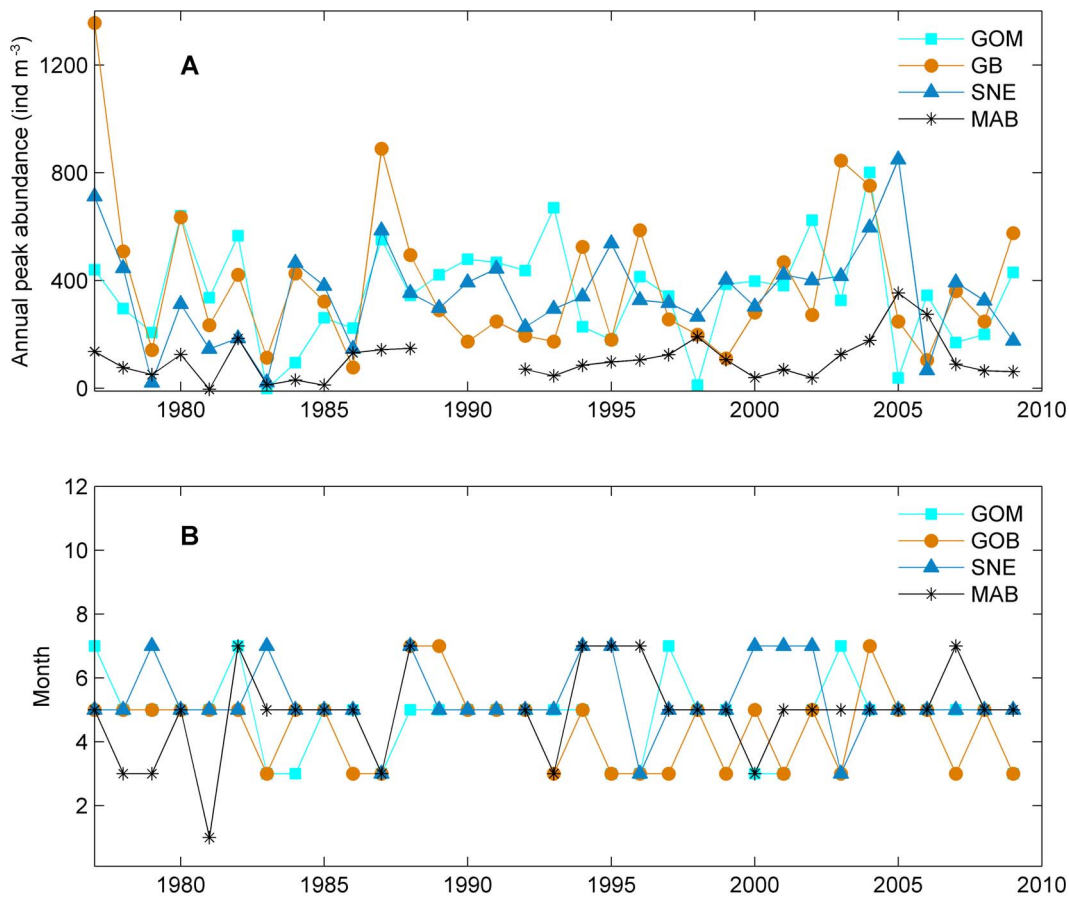 Annual peak abundance (ind m⁻³)
A
GOM
GB
SNE
MAB
1200
800
400
0
1980 1985 1990 1995 2000 2005 2010
Month
B
GOM
GOB
SNE
MAB
12
10
8
6
4
2
1980 1985 1990 1995 2000 2005 2010